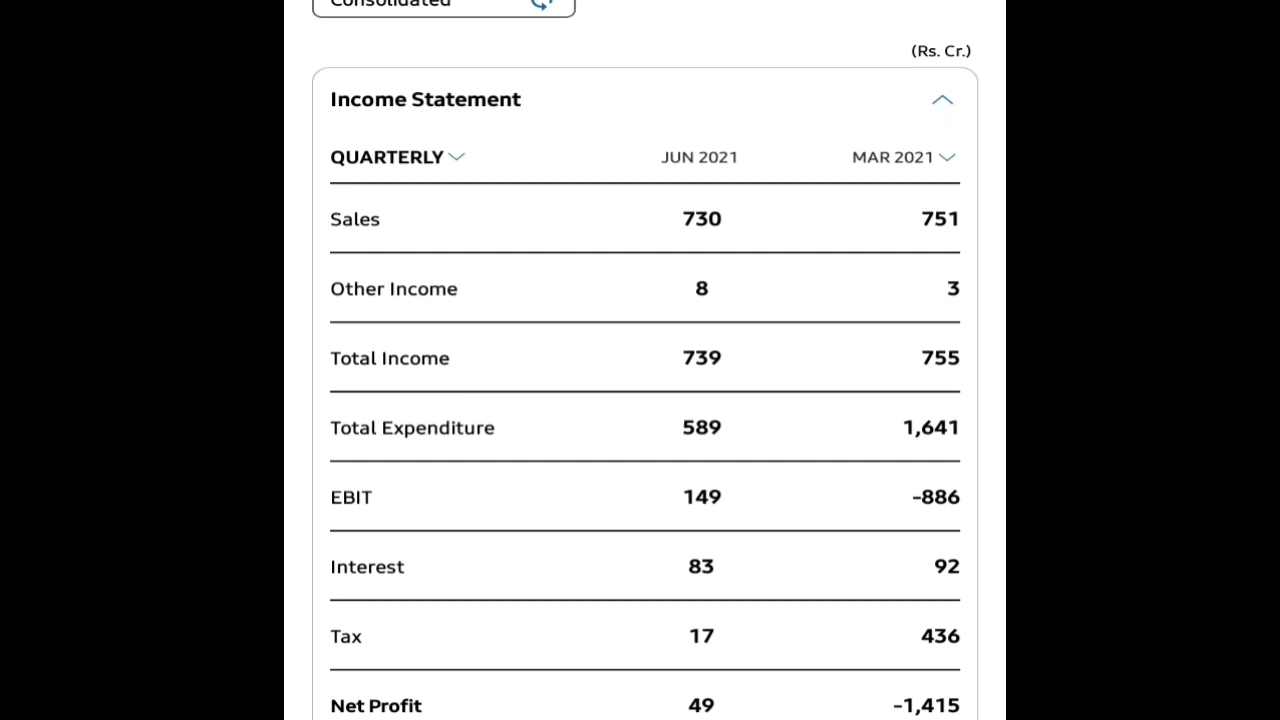 Consolidated
(Rs. Cr.)
Income Statement
QUARTERLY JUN 2021 MAR 2021
Sales 730 751
Other Income 8 3
Total Income 739 755
Total Expenditure 589 1,641
EBIT 149 -886
Interest 83 92
Tax 17 436
Net Profit 49 -1,415